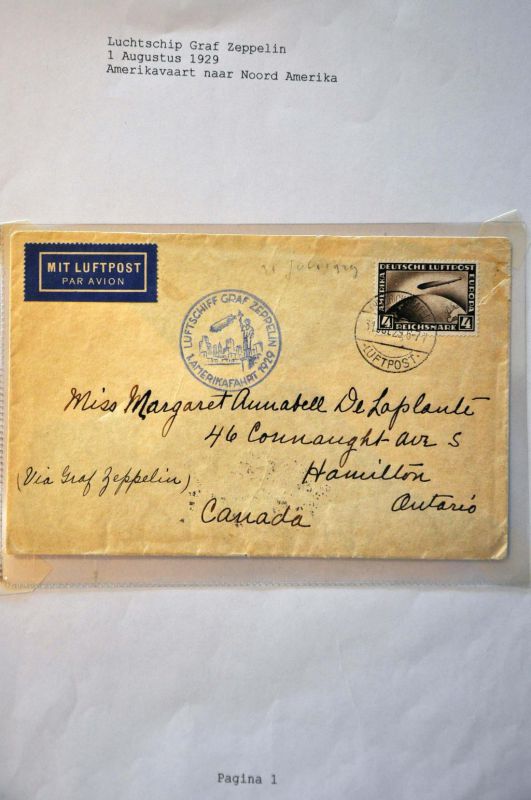 Luchtschip Graf Zeppelin
1 Augustus 1929
Amerikavaart naar Noord Amerika
MIT LUFTPOST
PAR AVION
LUFTSCHIFF GRAF ZEPPELIN
1. AMERIKAFAHRT 1929
DEUTSCHE LUFTPOST
AMERIKA
EUROPA
4 REICHSMARK 4
LUFTPOST
Miss Margaret Annabell De Laplante
46 Connaught Ave S
(Via Graf Zeppelin) Hamilton
Ontario
Canada
Pagina 1